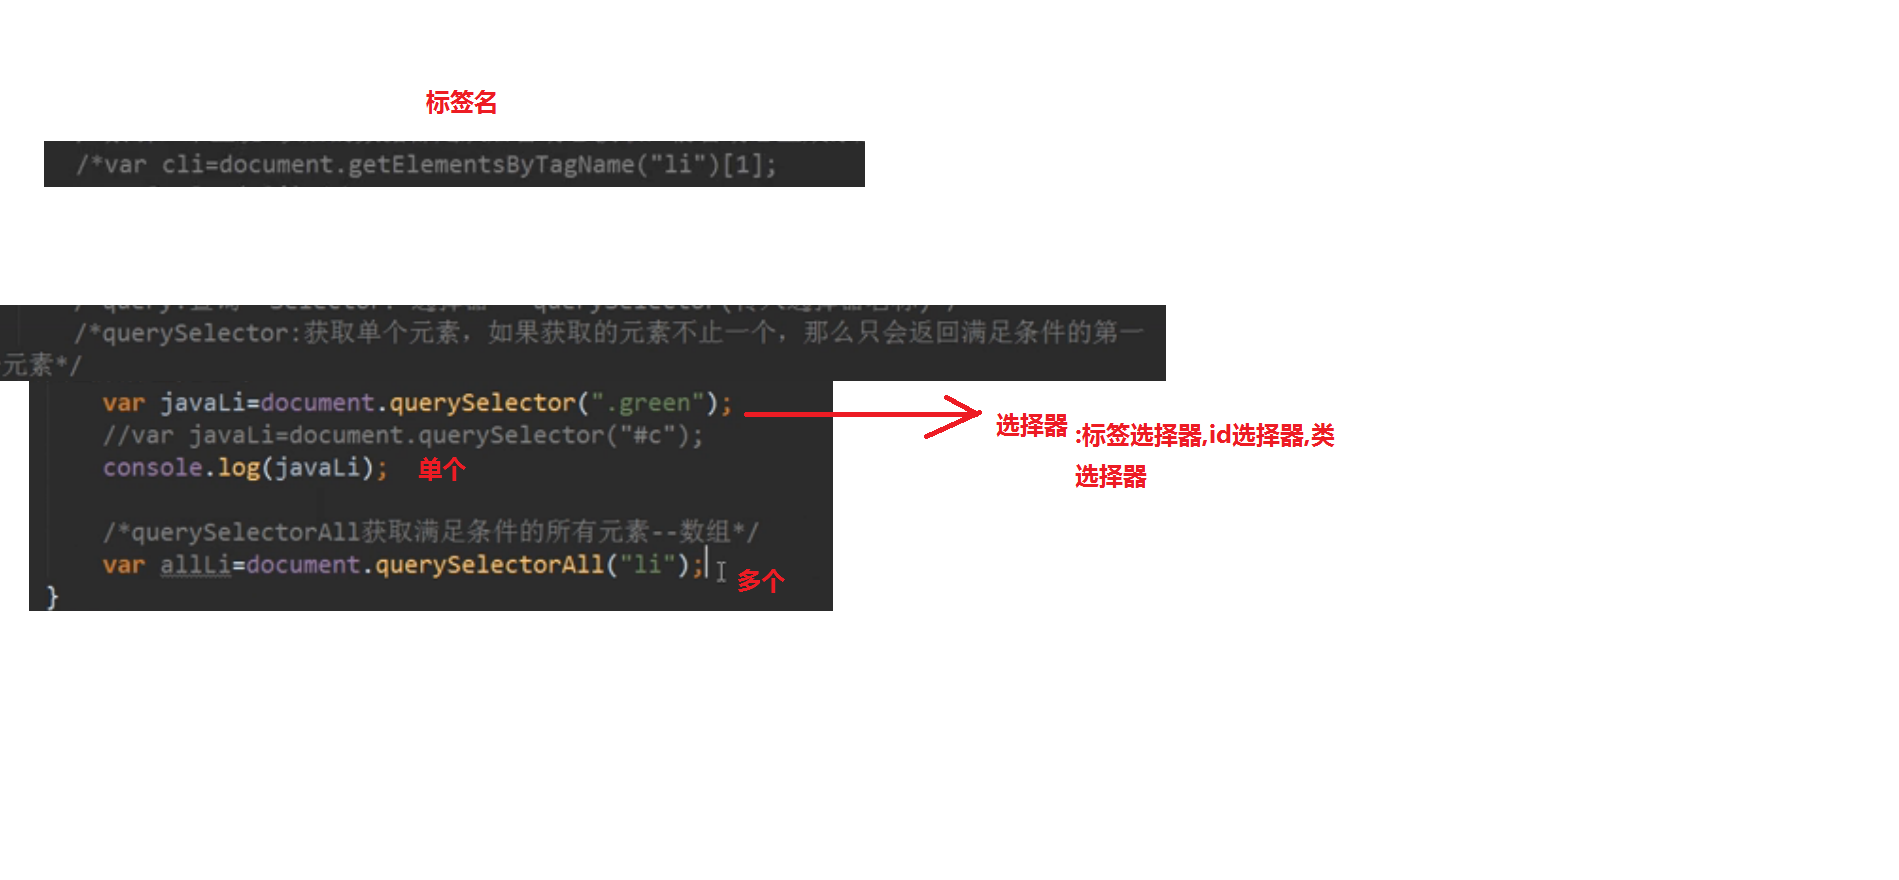 标签名
/*var cli=document.getElementsByTagName("li")[1];
/*querySelector:获取单个元素，如果获取的元素不止一个，那么只会返回满足条件的第一
元素*/
var javaLi=document.querySelector(".green");
//var javaLi=document.querySelector("#c");
console.log(javaLi); 单个
选择器 :标签选择器,id选择器,类
选择器
/*querySelectorAll获取满足条件的所有元素--数组*/
var allLi=document.querySelectorAll("li"); 多个
}